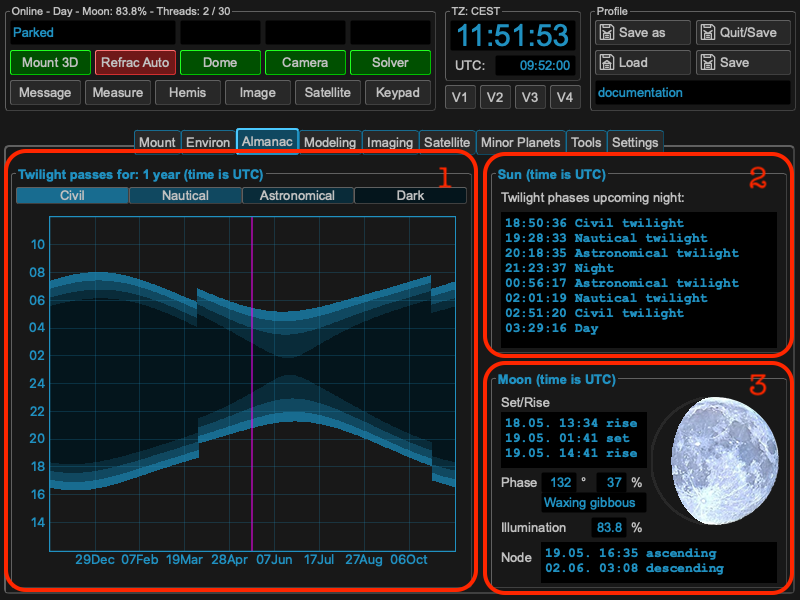 Online - Day - Moon: 83.8% - Threads: 2 / 30
Parked
Mount 3D Refrac Auto Dome Camera Solver
Message Measure Hemis Image Satellite Keypad
TZ: CEST
11:51:53
UTC: 09:52:00
V1 V2 V3 V4
Profile
Save as Quit/Save
Load Save
documentation
Mount Environ Almanac Modeling Imaging Satellite Minor Planets Tools Settings
Twilight passes for: 1 year (time is UTC) 1
Civil Nautical Astronomical Dark
10
08
06
04
02
24
22
20
18
16
14
29Dec 07Feb 19Mar 28Apr 07Jun 17Jul 27Aug 06Oct
Sun (time is UTC) 2
Twilight phases upcoming night:
18:50:36 Civil twilight
19:28:33 Nautical twilight
20:18:35 Astronomical twilight
21:23:37 Night
00:56:17 Astronomical twilight
02:01:19 Nautical twilight
02:51:20 Civil twilight
03:29:16 Day
Moon (time is UTC) 3
Set/Rise
18.05. 13:34 rise
19.05. 01:41 set
19.05. 14:41 rise
Phase 132 ° 37 %
Waxing gibbous
Illumination 83.8 %
Node 19.05. 16:35 ascending
02.06. 03:08 descending